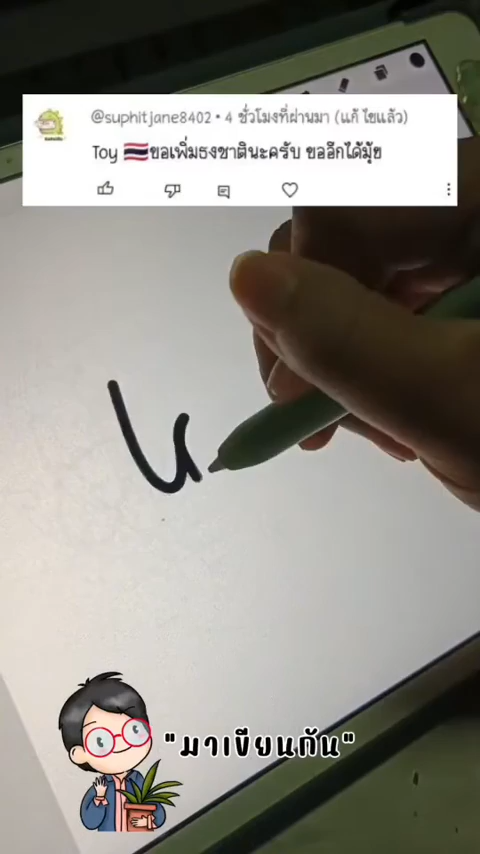 @suphitjane8402 • 4 ชั่วโมงที่ผ่านมา (แก้ไขแล้ว)
Toy 🇹🇭ขอเพิ่มธงชาตินะครับ ขออีกได้มุ้ย
"มาเขียนกัน"